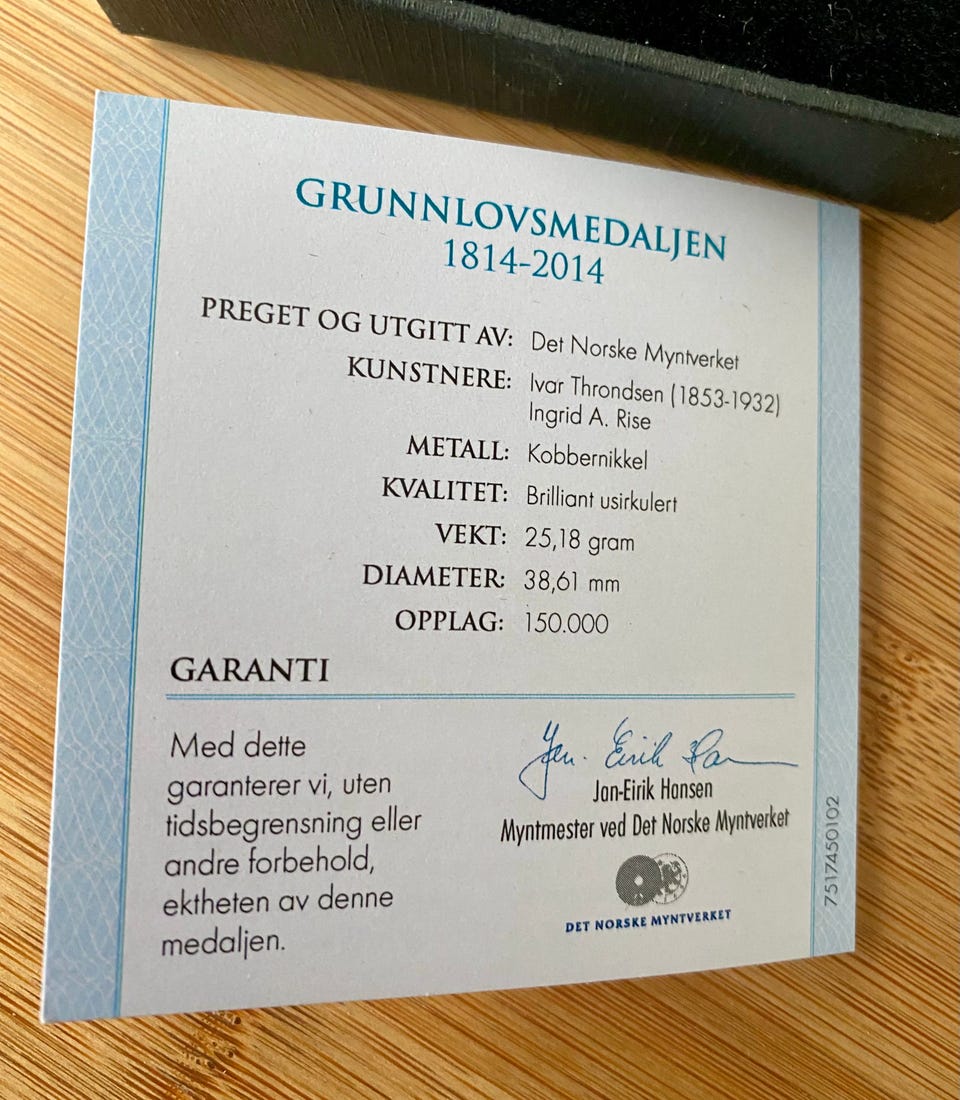 GRUNNLOVSMEDALJEN
1814-2014
PREGET OG UTGITT AV: Det Norske Myntverket
KUNSTNERE: Ivar Throndsen (1853-1932)
Ingrid A. Rise
METALL: Kobbernikkel
KVALITET: Brilliant usirkulert
VEKT: 25,18 gram
DIAMETER: 38,61 mm
OPPLAG: 150.000
GARANTI
Med dette
garanterer vi, uten
tidsbegrensning eller
andre forbehold,
ektheten av denne
medaljen.
Jan-Eirik Hansen
Jan-Eirik Hansen
Myntmester ved Det Norske Myntverket
DET NORSKE MYNTVERKET
7517450102